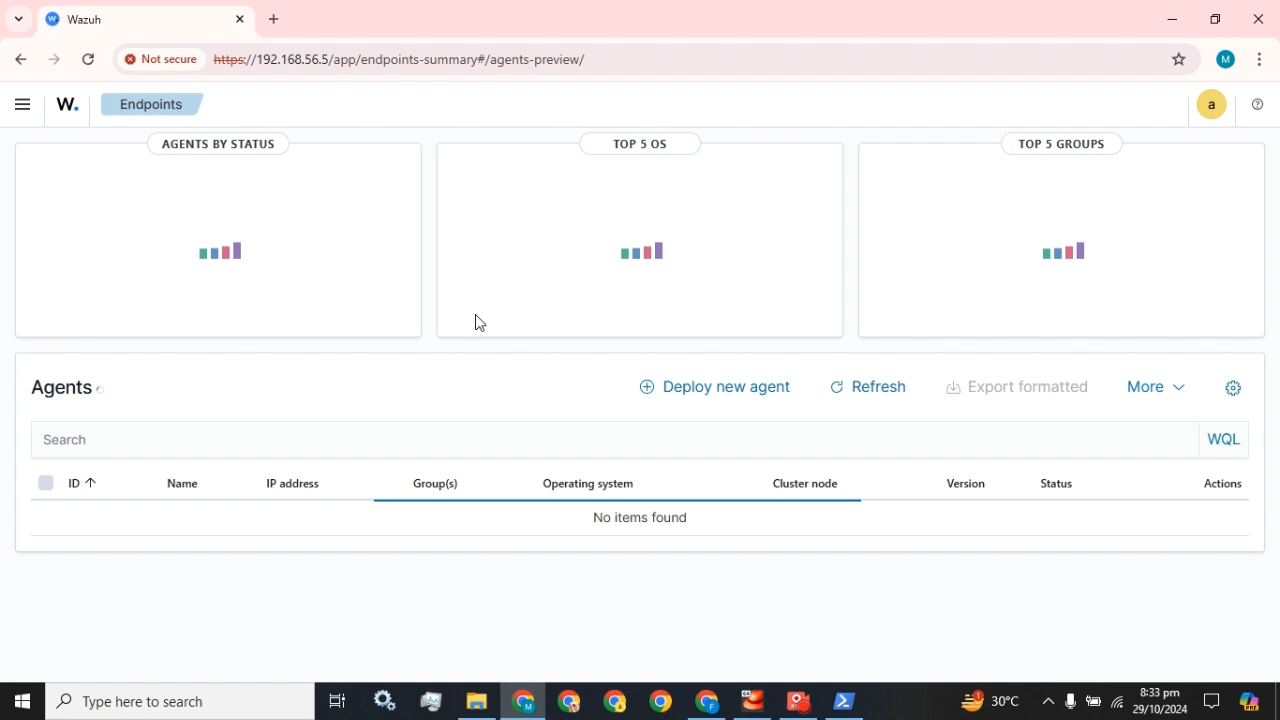 Wazuh
Not secure
https://192.168.56.5/app/endpoints-summary#/agents-preview/
M
W.
Endpoints
a
AGENTS BY STATUS
TOP 5 OS
TOP 5 GROUPS
Agents
Deploy new agent
Refresh
Export formatted
More
Search
WQL
ID
Name
IP address
Group(s)
Operating system
Cluster node
Version
Status
Actions
No items found
Type here to search
M
F
1
30°C
8:33 pm
29/10/2024